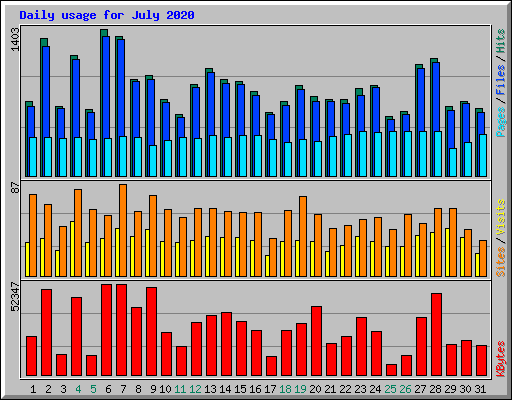 Daily usage for July 2020
1403
Pages/Files/Hits
87
Sites/Visits
52347
KBytes
1 2 3 4 5 6 7 8 9 10 11 12 13 14 15 16 17 18 19 20 21 22 23 24 25 26 27 28 29 30 31